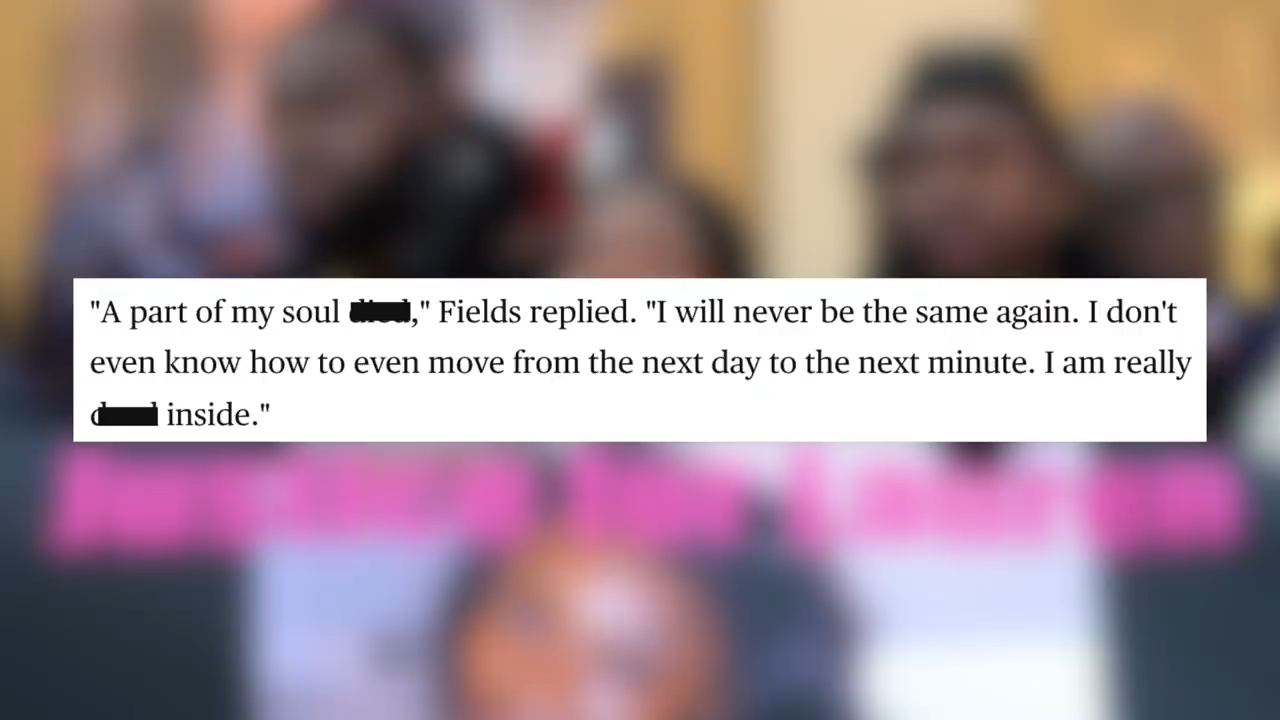 "A part of my soul died," Fields replied. "I will never be the same again. I don't
even know how to even move from the next day to the next minute. I am really
inside."